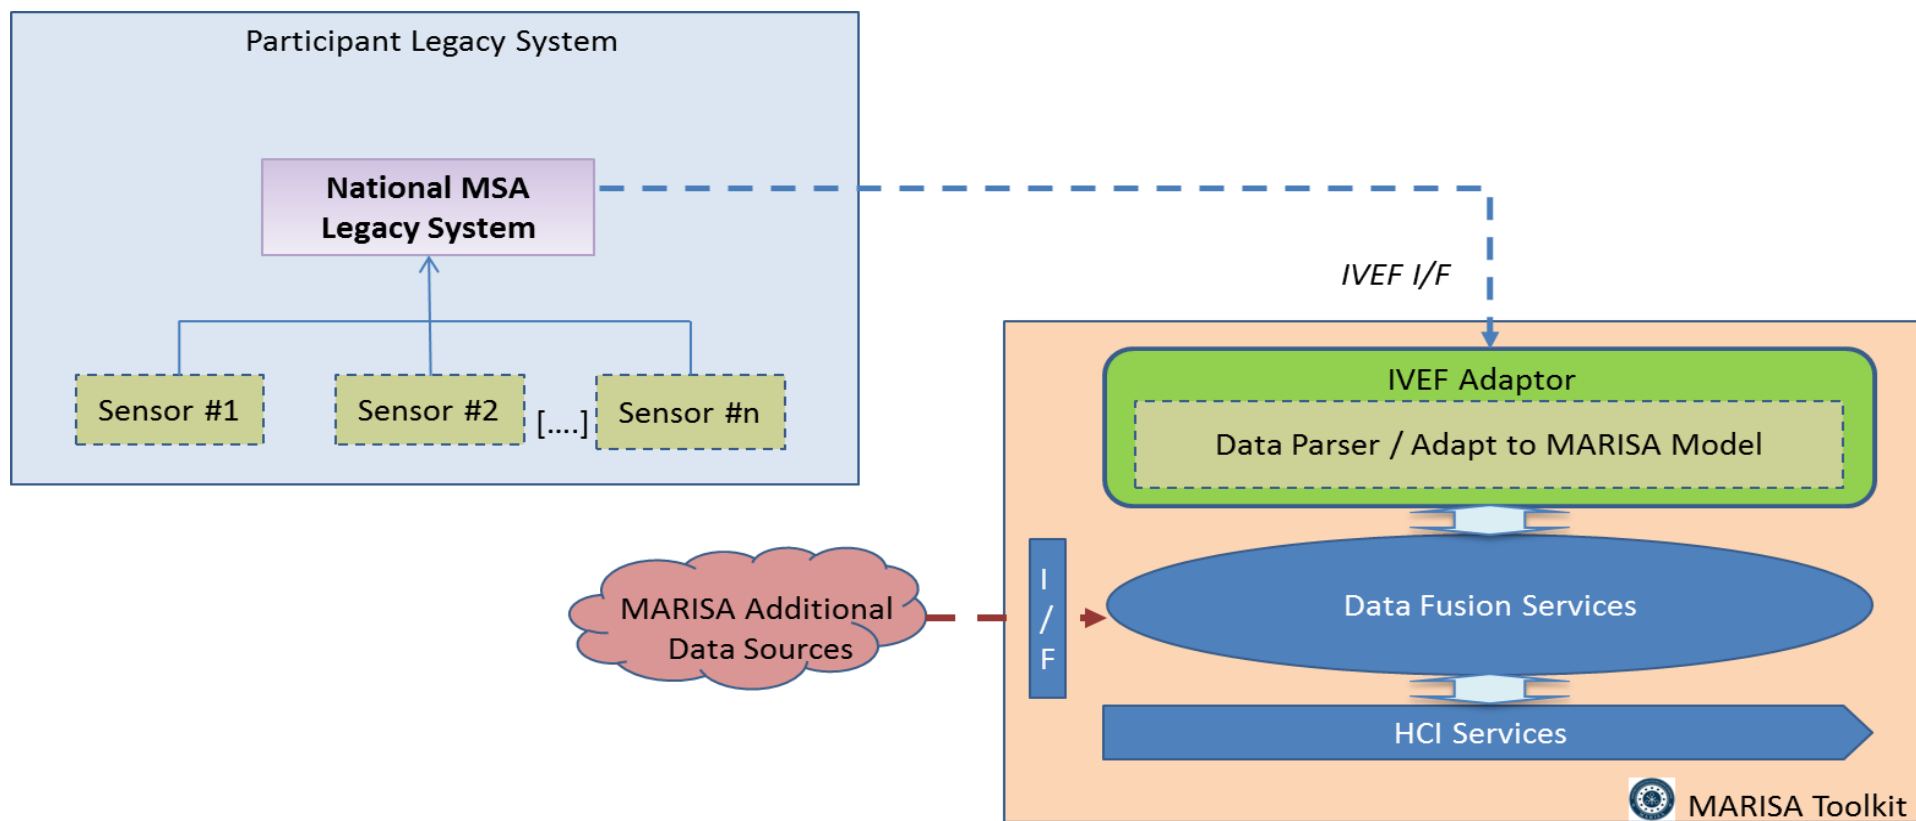 Participant Legacy System
National MSA
Legacy System
IVEF I/F
Sensor #1
Sensor #2
[....]
Sensor #n
IVEF Adaptor
Data Parser / Adapt to MARISA Model
MARISA Additional
Data Sources
I
/
F
Data Fusion Services
HCI Services
MARISA Toolkit